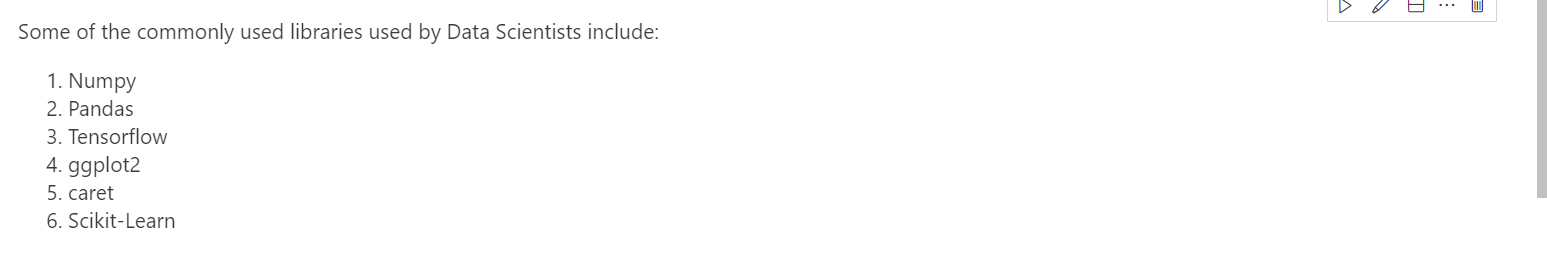 Some of the commonly used libraries used by Data Scientists include:
1. Numpy
2. Pandas
3. Tensorflow
4. ggplot2
5. caret
6. Scikit-Learn